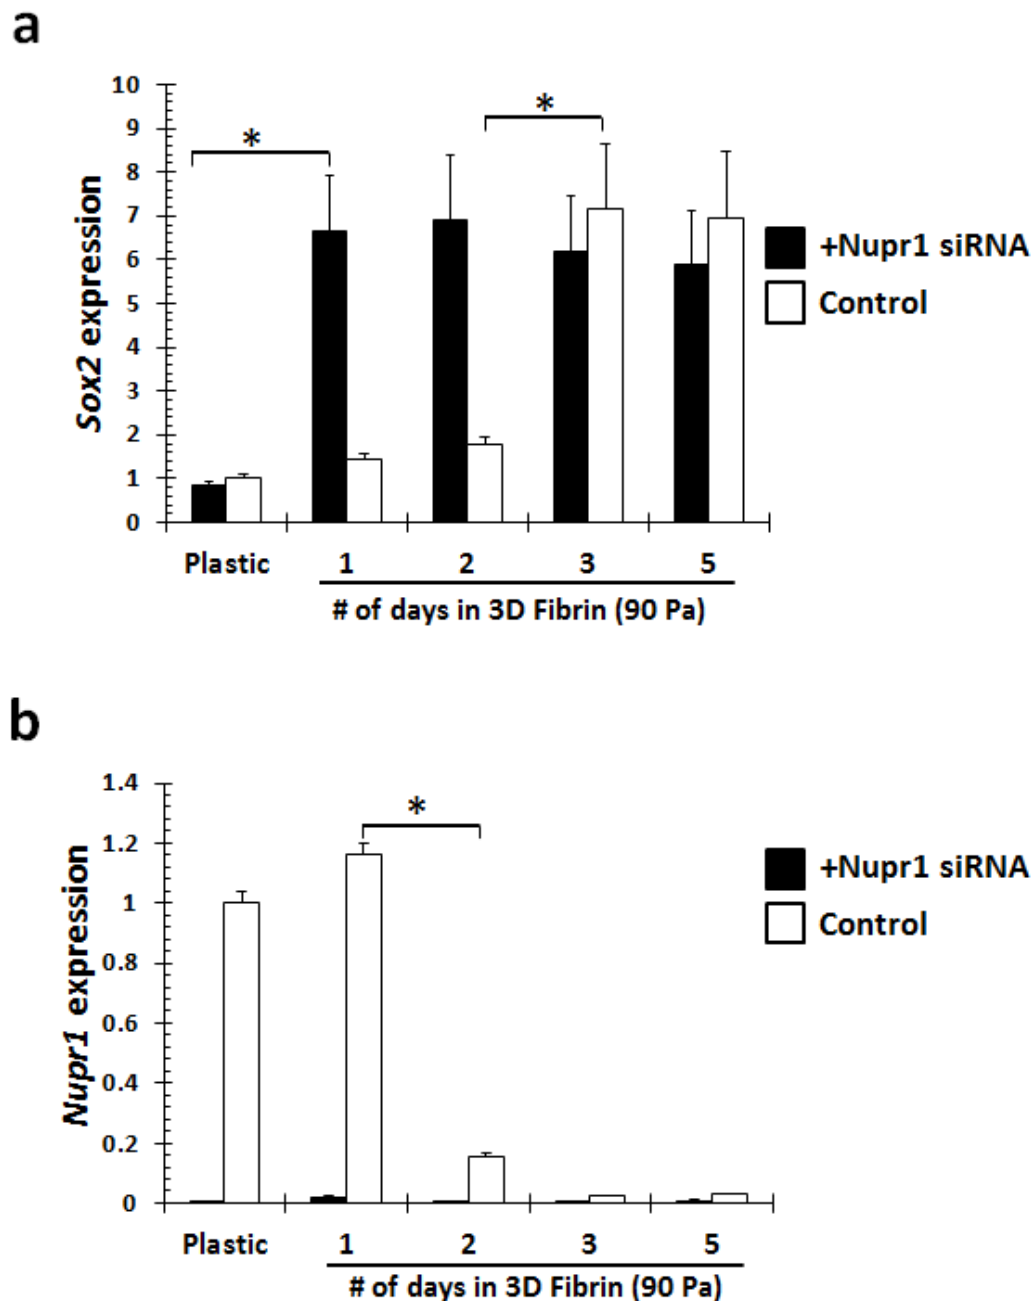 a
10
9
8
7
6
5
4
3
2
1
0
Sox2 expression
*
*
+Nupr1 siRNA
Control
Plastic 1 2 3 5
# of days in 3D Fibrin (90 Pa)
b
1.4
1.2
1
0.8
0.6
0.4
0.2
0
Nupr1 expression
*
+Nupr1 siRNA
Control
Plastic 1 2 3 5
# of days in 3D Fibrin (90 Pa)